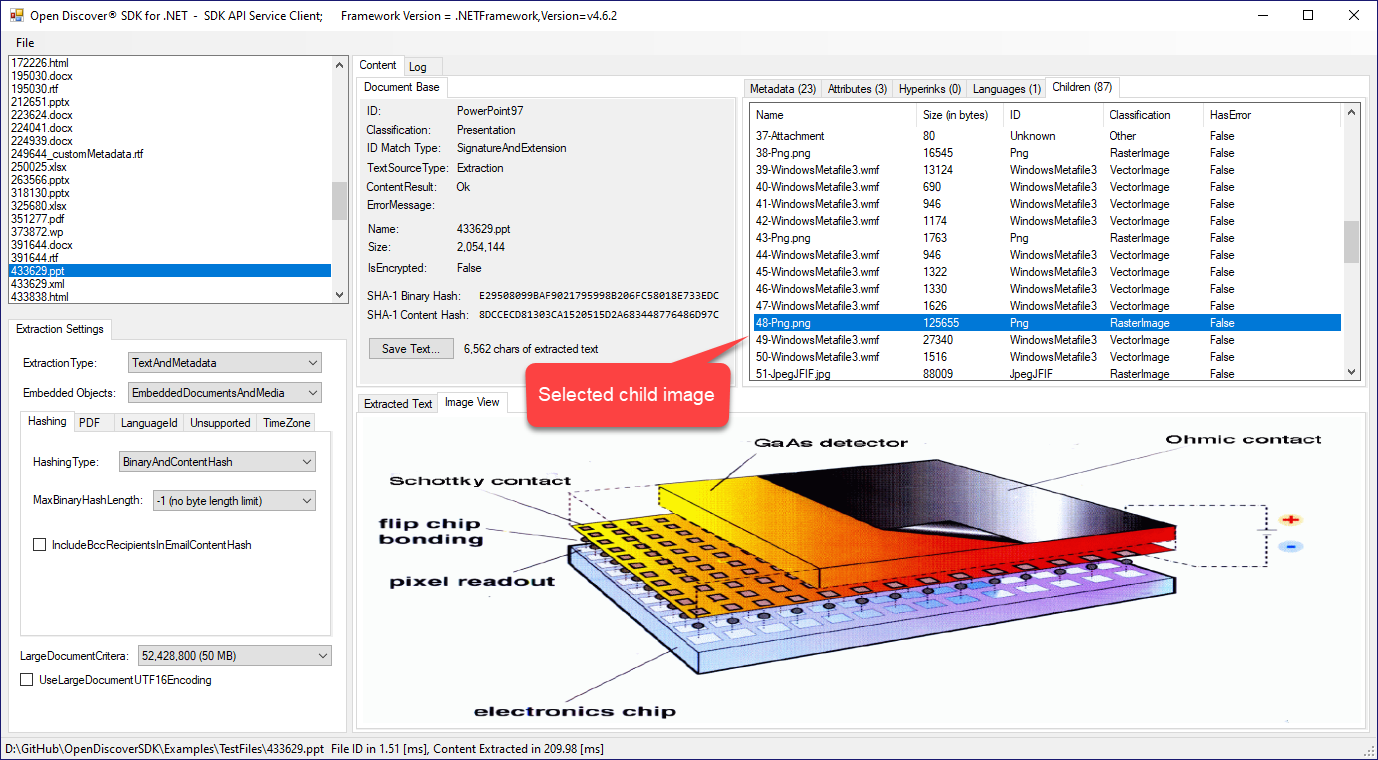 Open Discover® SDK for .NET - SDK API Service Client; Framework Version = .NETFramework,Version=v4.6.2
File
172226.html
195030.docx
195030.rtf
212651.pptx
223624.docx
224041.docx
224939.docx
249644_customMetadata.rtf
250025.xlsx
263566.pptx
318130.pptx
325680.xlsx
351277.pdf
373872.wp
391644.docx
391644.rtf
433629.ppt
433629.xml
433838.html
Extraction Settings
ExtractionType: TextAndMetadata
Embedded Objects: EmbeddedDocumentsAndMedia
Hashing PDF LanguageId Unsupported TimeZone
HashingType: BinaryAndContentHash
MaxBinaryHashLength: -1 (no byte length limit)
IncludeBccRecipientsInEmailContentHash
LargeDocumentCritera: 52,428,800 (50 MB)
UseLargeDocumentUTF16Encoding
Content Log
Document Base
ID: PowerPoint97
Classification: Presentation
ID Match Type: SignatureAndExtension
TextSourceType: Extraction
ContentResult: Ok
ErrorMessage:
Name: 433629.ppt
Size: 2,054,144
IsEncrypted: False
SHA-1 Binary Hash: E29508099BAF9021795998B206FC58018E733EDC
SHA-1 Content Hash: 8DCCECD81303CA1520515D2A683448776486D97C
Save Text... 6,562 chars of extracted text
Metadata (23) Attributes (3) Hyperinks (0) Languages (1) Children (87)
Name Size (in bytes) ID Classification HasError
37-Attachment 80 Unknown Other False
38-Png.png 16545 Png RasterImage False
39-WindowsMetafile3.wmf 13124 WindowsMetafile3 VectorImage False
40-WindowsMetafile3.wmf 690 WindowsMetafile3 VectorImage False
41-WindowsMetafile3.wmf 946 WindowsMetafile3 VectorImage False
42-WindowsMetafile3.wmf 1174 WindowsMetafile3 VectorImage False
43-Png.png 1763 Png RasterImage False
44-WindowsMetafile3.wmf 946 WindowsMetafile3 VectorImage False
45-WindowsMetafile3.wmf 1322 WindowsMetafile3 VectorImage False
46-WindowsMetafile3.wmf 1330 WindowsMetafile3 VectorImage False
47-WindowsMetafile3.wmf 1626 WindowsMetafile3 VectorImage False
48-Png.png 125655 Png RasterImage False
49-WindowsMetafile3.wmf 27340 WindowsMetafile3 VectorImage False
50-WindowsMetafile3.wmf 1516 WindowsMetafile3 VectorImage False
51-JpegJFIF.jpg 88009 JpegJFIF RasterImage False
Selected child image
Extracted Text Image View
GaAs detector
Ohmic contact
Schottky contact
flip chip
bonding
pixel readout
+
-
electronics chip
D:\GitHub\OpenDiscoverSDK\Examples\TestFiles\433629.ppt File ID in 1.51 [ms], Content Extracted in 209.98 [ms]